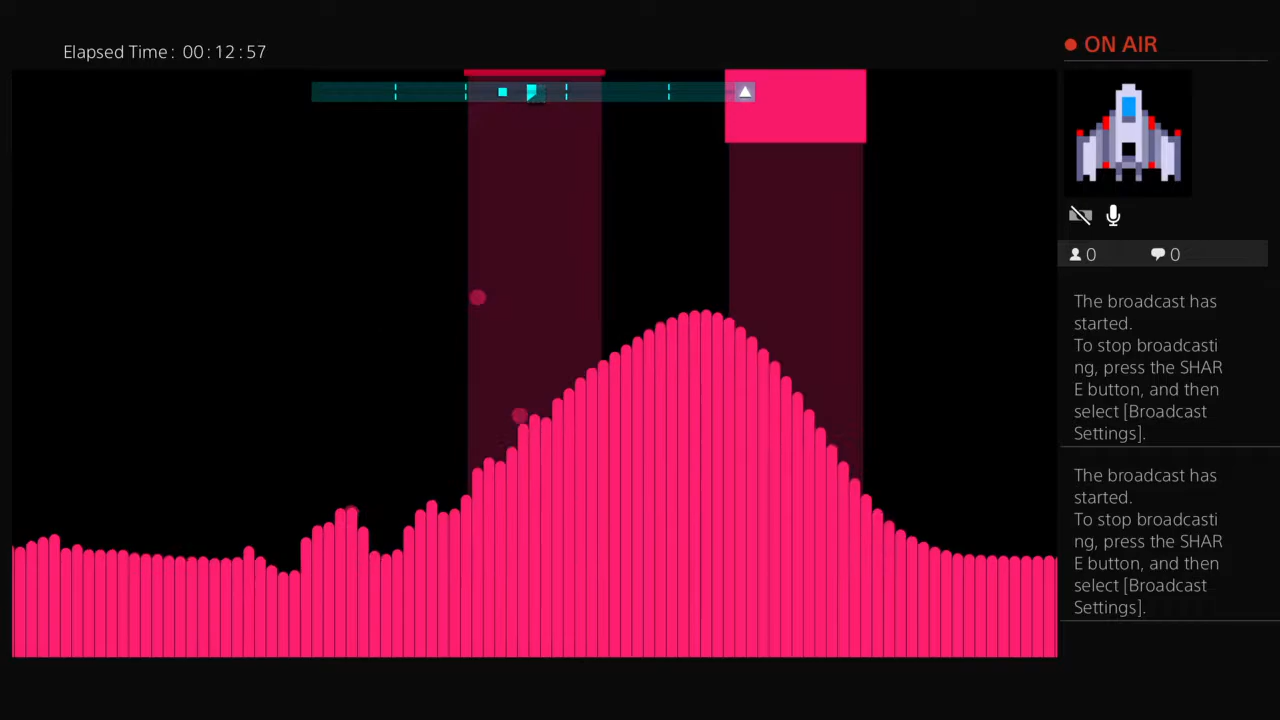 Elapsed Time: 00:12:57
ON AIR
0
0
The broadcast has
started.
To stop broadcasti
ng, press the SHAR
E button, and then
select [Broadcast
Settings].
The broadcast has
started.
To stop broadcasti
ng, press the SHAR
E button, and then
select [Broadcast
Settings].